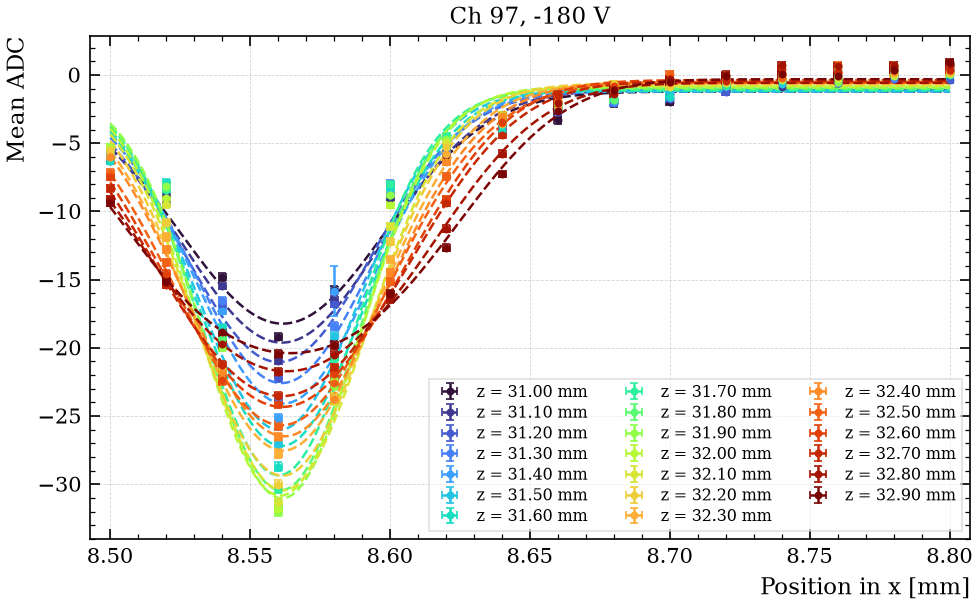 Ch 97, -180 V
Mean ADC
0
−5
−10
−15
−20
−25
−30
z = 31.00 mm
z = 31.10 mm
z = 31.20 mm
z = 31.30 mm
z = 31.40 mm
z = 31.50 mm
z = 31.60 mm
z = 31.70 mm
z = 31.80 mm
z = 31.90 mm
z = 32.00 mm
z = 32.10 mm
z = 32.20 mm
z = 32.30 mm
z = 32.40 mm
z = 32.50 mm
z = 32.60 mm
z = 32.70 mm
z = 32.80 mm
z = 32.90 mm
8.50 8.55 8.60 8.65 8.70 8.75 8.80
Position in x [mm]